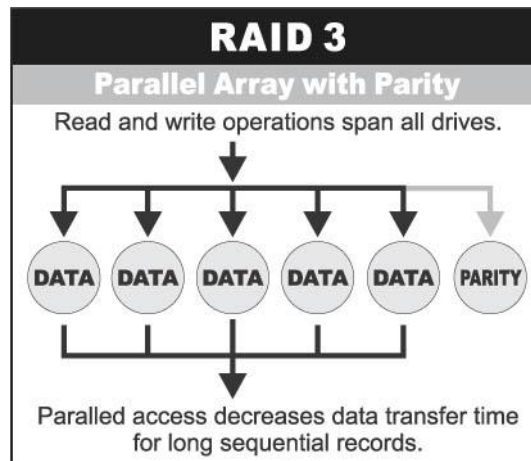 RAID 3
Parallel Array with Parity
Read and write operations span all drives.
DATA DATA DATA DATA DATA PARITY
Paralled access decreases data transfer time
for long sequential records.